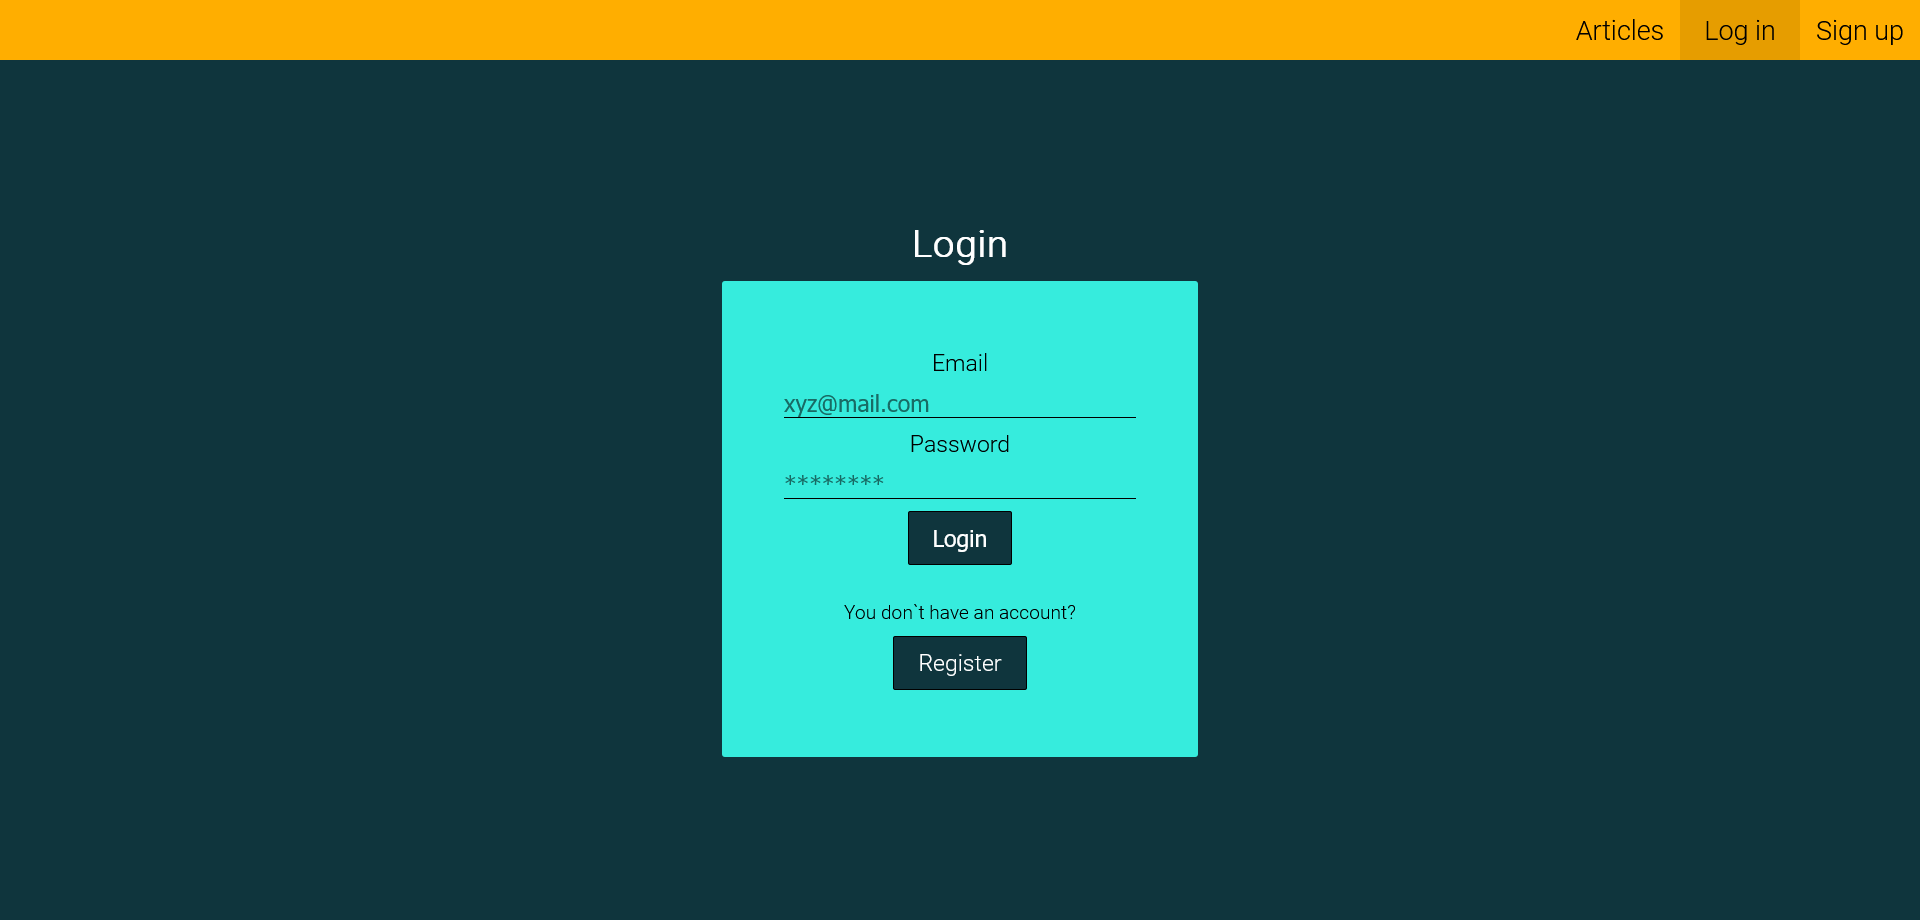 Articles Log in Sign up
Login
Email
xyz@mail.com
Password
********
Login
You don`t have an account?
Register